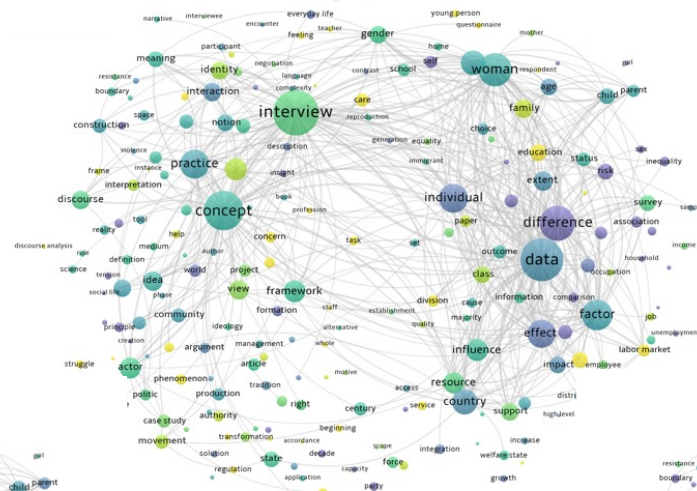 narrative
interviewee
everyday life
young person
encounter
teacher
questionnaire
feeling
gender
mother
participant
home
meaning
negotiation
self
girl
identity
language
contrast
school
woman
respondent
resistance
complexity
age
boundary
interaction
care
child
parent
space
interview
reproduction
family
construction
notion
choice
description
generation
equality
violence
education
sex
practice
immigrant
status
inequality
instance
insight
risk
frame
extent
interpretation
discourse
book
individual
survey
concept
profession
tool
paper
difference
association
reality
help
concern
task
set
discourse analysis
medium
author
outcome
rule
definition
data
household
income
science
world
project
class
occupation
tension
idea
social life
phase
view
framework
information
comparison
division
cause
formation
staff
establishment
majority
factor
community
job
principle
ideology
alternative
quality
effect
creation
argument
management
whole
influence
labor market
struggle
actor
article
impact
employee
phenomenon
motive
tradition
access
resource
politic
production
right
century
service
country
distri
authority
support
high level
case study
beginning
movement
transformation
accordance
increase
solution
decade
scope
integration
welfare state
girl
state
force
resistance
regulation
application
capacity
growth
boundary
child
parent
party